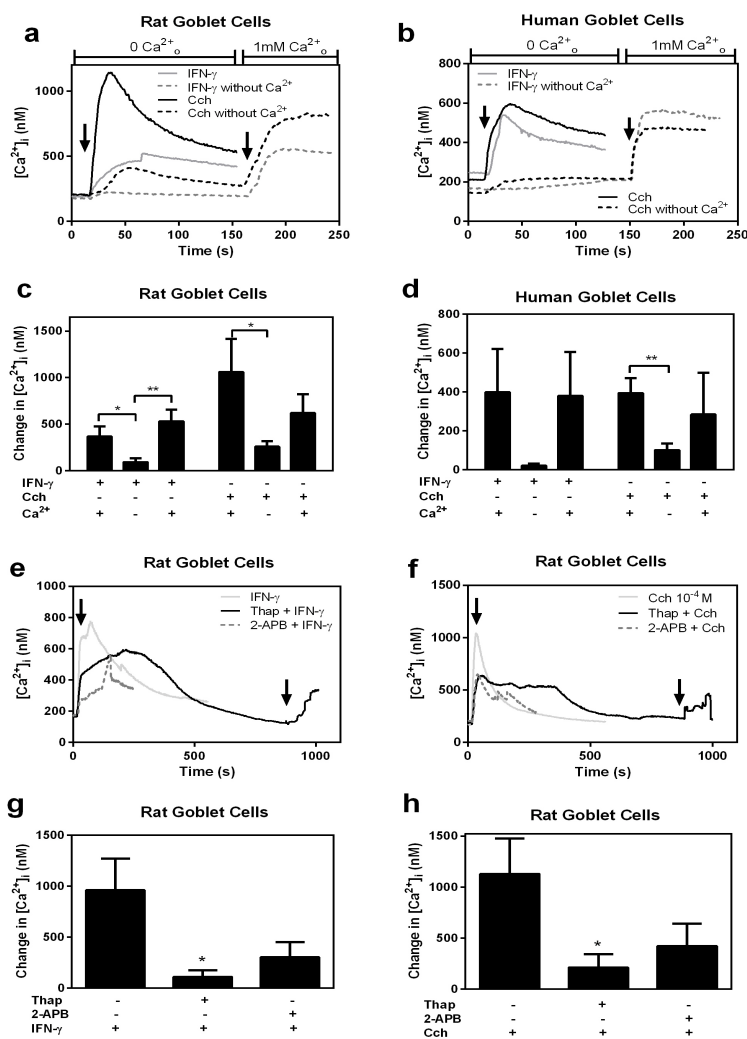 a
Rat Goblet Cells
0 Ca²⁺o
1mM Ca²⁺o
IFN-γ
IFN-γ without Ca²⁺
Cch
Cch without Ca²⁺
[Ca²⁺]i (nM)
1000
500
0
0 50 100 150 200 250
Time (s)
b
Human Goblet Cells
0 Ca²⁺o
1mM Ca²⁺o
IFN-γ
IFN-γ without Ca²⁺
Cch
Cch without Ca²⁺
[Ca²⁺]i (nM)
800
600
400
200
0
0 50 100 150 200 250
Time (s)
c
Rat Goblet Cells
Change in [Ca²⁺]i (nM)
1500
1000
500
0
* ** *
IFN-γ + + + - - -
Cch - - - + + +
Ca²⁺ + - + + - +
d
Human Goblet Cells
Change in [Ca²⁺]i (nM)
800
600
400
200
0
**
IFN-γ + + + - - -
Cch - - - + + +
Ca²⁺ + - + + - +
e
Rat Goblet Cells
IFN-γ
Thap + IFN-γ
2-APB + IFN-γ
[Ca²⁺]i (nM)
1000
800
600
400
200
0
0 500 1000
Time (s)
f
Rat Goblet Cells
Cch 10⁻⁴ M
Thap + Cch
2-APB + Cch
[Ca²⁺]i (nM)
1500
1000
500
0
0 500 1000
Time (s)
g
Rat Goblet Cells
Change in [Ca²⁺]i (nM)
1500
1000
500
0
*
Thap - + -
2-APB - - +
IFN-γ + + +
h
Rat Goblet Cells
Change in [Ca²⁺]i (nM)
1500
1000
500
0
*
Thap - + -
2-APB - - +
Cch + + +